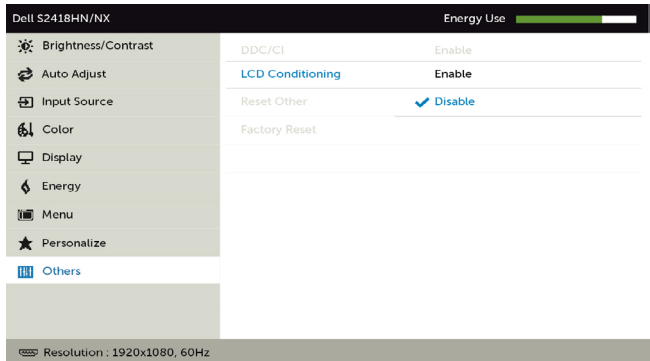 Dell S2418HN/NX Energy Use
Brightness/Contrast DDC/CI Enable
Auto Adjust LCD Conditioning Enable
Input Source Reset Other Disable
Color Factory Reset
Display
Energy
Menu
Personalize
Others
Resolution : 1920x1080, 60Hz